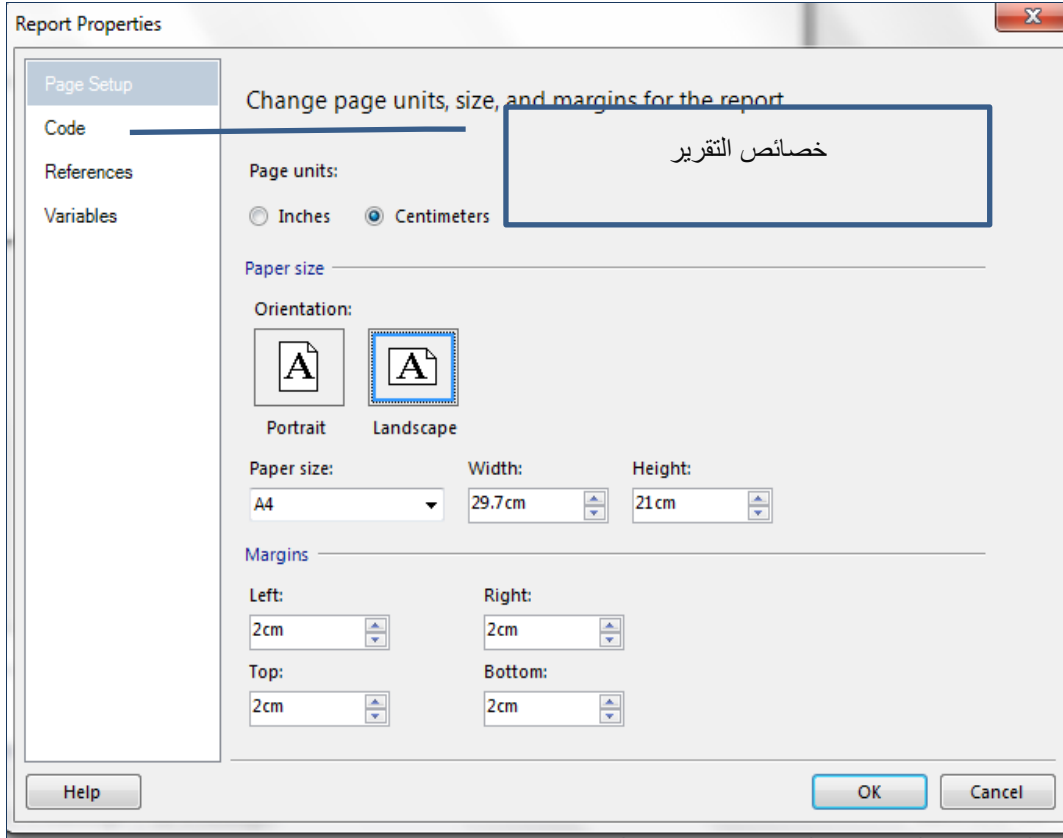 Report Properties
Page Setup
Code
References
Variables
Change page units, size, and margins for the report
خصائص التقرير
Page units:
Inches Centimeters
Paper size
Orientation:
A A
Portrait Landscape
Paper size: Width: Height:
A4 29.7cm 21cm
Margins
Left: Right:
2cm 2cm
Top: Bottom:
2cm 2cm
Help OK Cancel